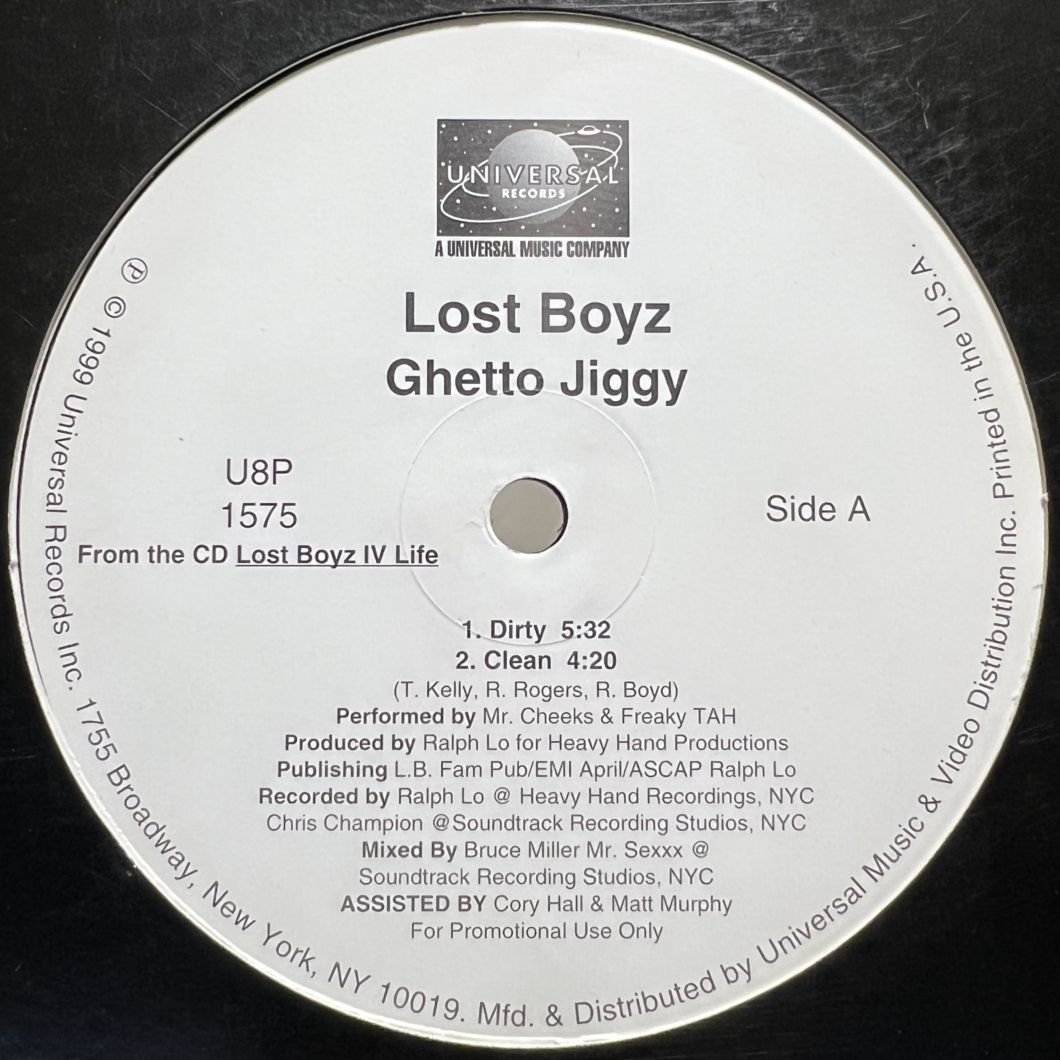 UNIVERSAL
RECORDS
A UNIVERSAL MUSIC COMPANY
Lost Boyz
Ghetto Jiggy
U8P
1575
From the CD Lost Boyz IV Life
Side A
1. Dirty 5:32
2. Clean 4:20
(T. Kelly, R. Rogers, R. Boyd)
Performed by Mr. Cheeks & Freaky TAH
Produced by Ralph Lo for Heavy Hand Productions
Publishing L.B. Fam Pub/EMI April/ASCAP Ralph Lo
Recorded by Ralph Lo @ Heavy Hand Recordings, NYC
Chris Champion @Soundtrack Recording Studios, NYC
Mixed By Bruce Miller Mr. Sexxx @
Soundtrack Recording Studios, NYC
ASSISTED BY Cory Hall & Matt Murphy
For Promotional Use Only
℗ © 1999 Universal Records Inc. 1755 Broadway, New York, NY 10019. Mfd. & Distributed by Universal Music & Video Distribution Inc. Printed in the U.S.A.